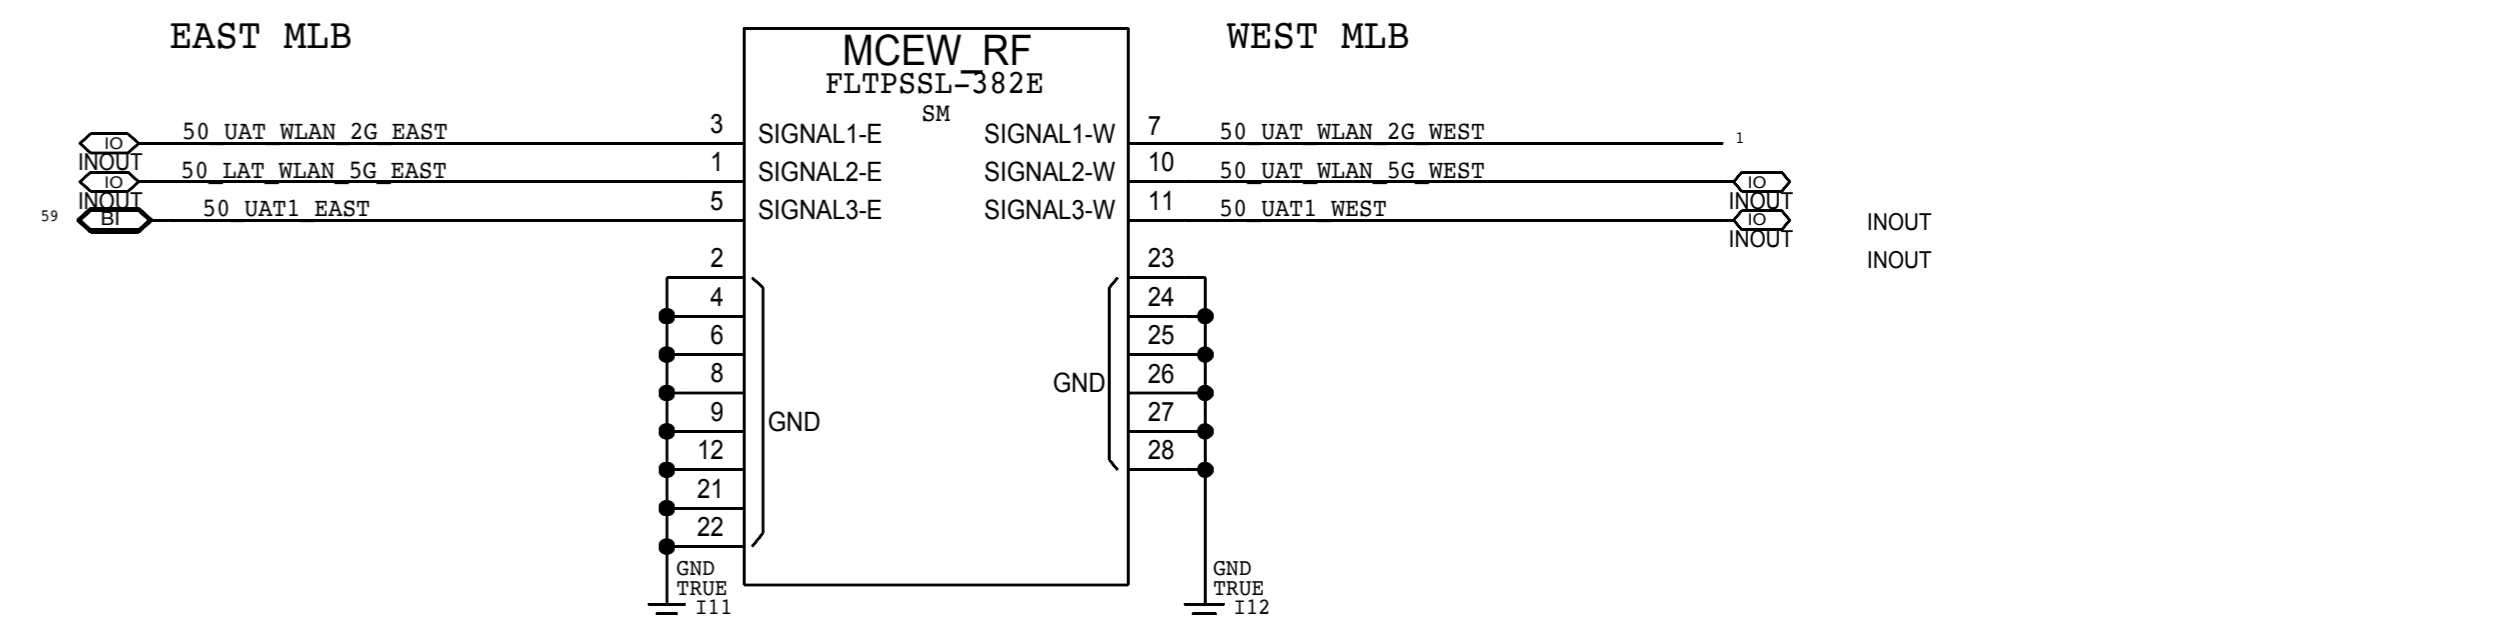 EAST MLB
WEST MLB
MCEW_RF
FLTPSSL-382E
SM
IO 50_UAT_WLAN_2G_EAST 3 SIGNAL1-E SIGNAL1-W 7 50_UAT_WLAN_2G_WEST 1
INOUT
IO 50_LAT_WLAN_5G_EAST 1 SIGNAL2-E SIGNAL2-W 10 50_UAT_WLAN_5G_WEST IO
INOUT INOUT
59 BI 50_UAT1_EAST 5 SIGNAL3-E SIGNAL3-W 11 50_UAT1_WEST IO INOUT
INOUT
2 23 INOUT
4 24
6 25
8 26
GND
9 27
GND
12 28
21
22
GND GND
TRUE TRUE
I11 I12